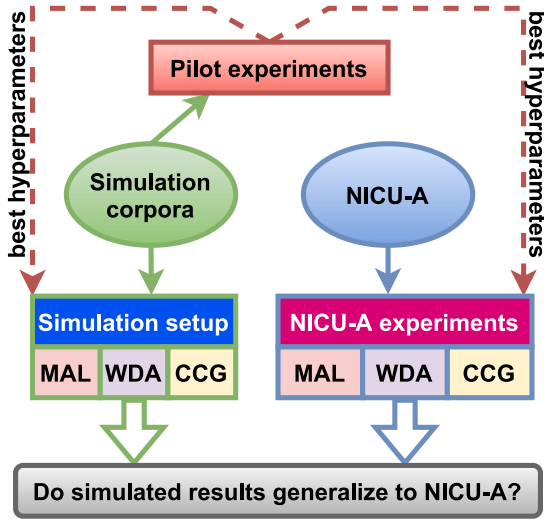 best hyperparameters
Pilot experiments
best hyperparameters
Simulation
corpora
NICU-A
Simulation setup
NICU-A experiments
MAL WDA CCG
MAL WDA CCG
Do simulated results generalize to NICU-A?